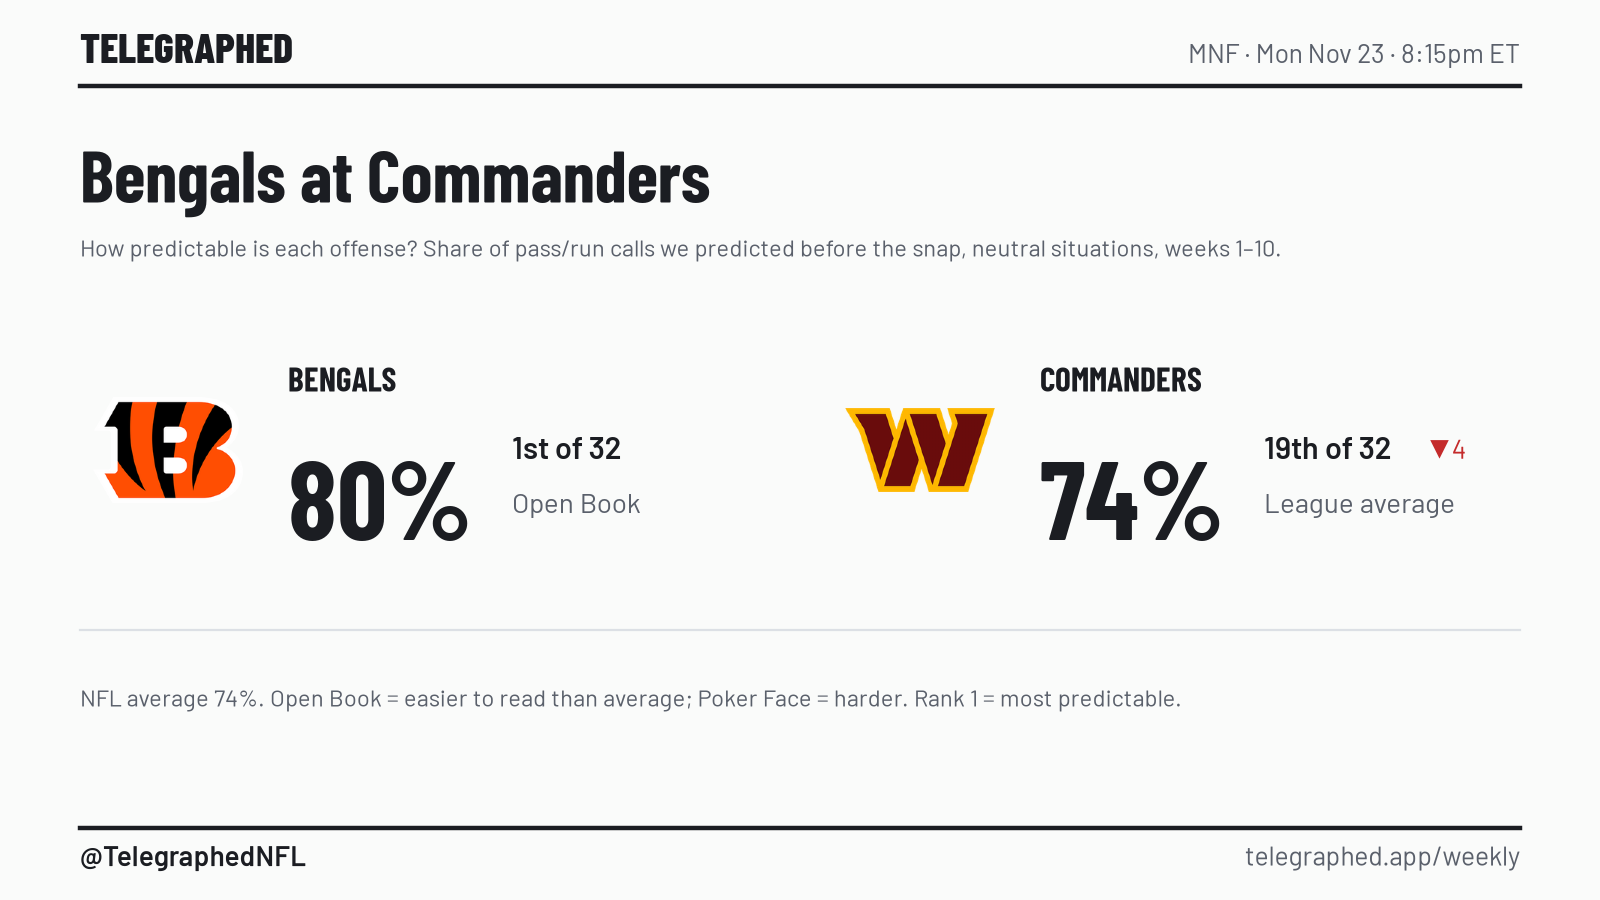 TELEGRAPHED
MNF · Mon Nov 23 · 8:15pm ET
Bengals at Commanders
How predictable is each offense? Share of pass/run calls we predicted before the snap, neutral situations, weeks 1–10.
BENGALS
80%
1st of 32
Open Book
COMMANDERS
74%
19th of 32 ▼4
League average
NFL average 74%. Open Book = easier to read than average; Poker Face = harder. Rank 1 = most predictable.
@TelegraphedNFL
telegraphed.app/weekly